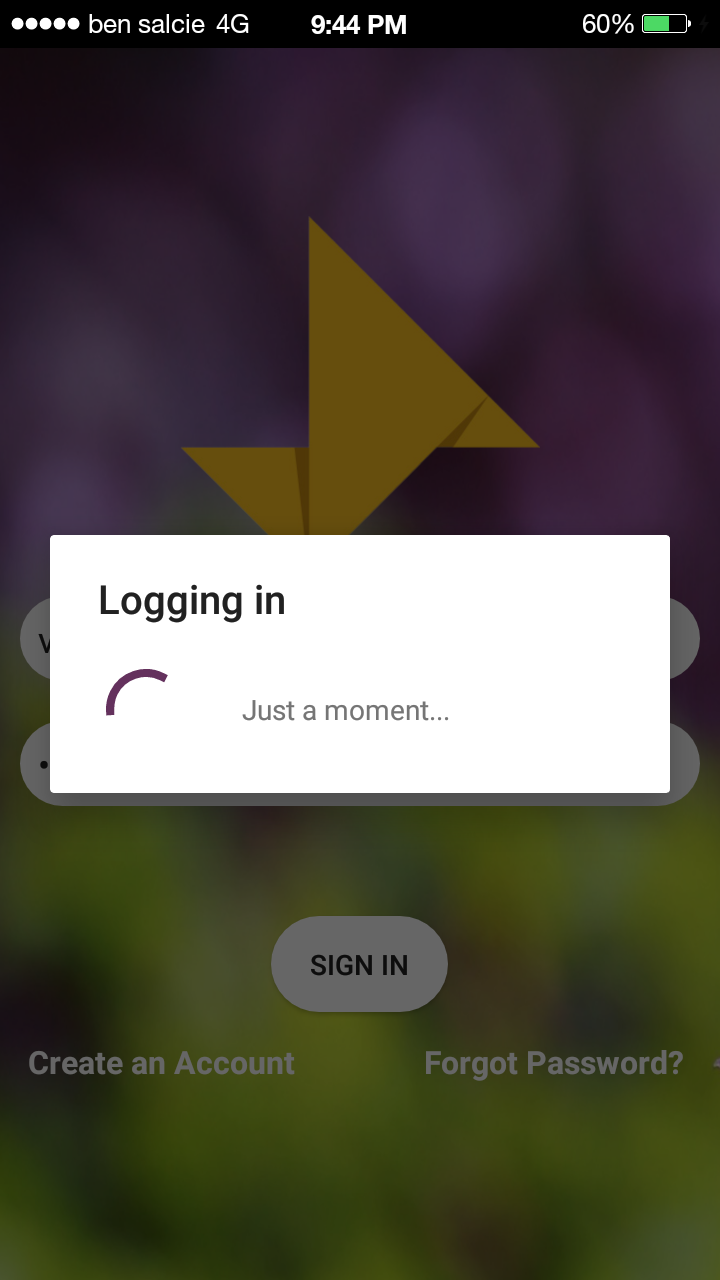 ben salcie 4G 9:44 PM 60%
Logging in
Just a moment...
SIGN IN
Create an Account Forgot Password?